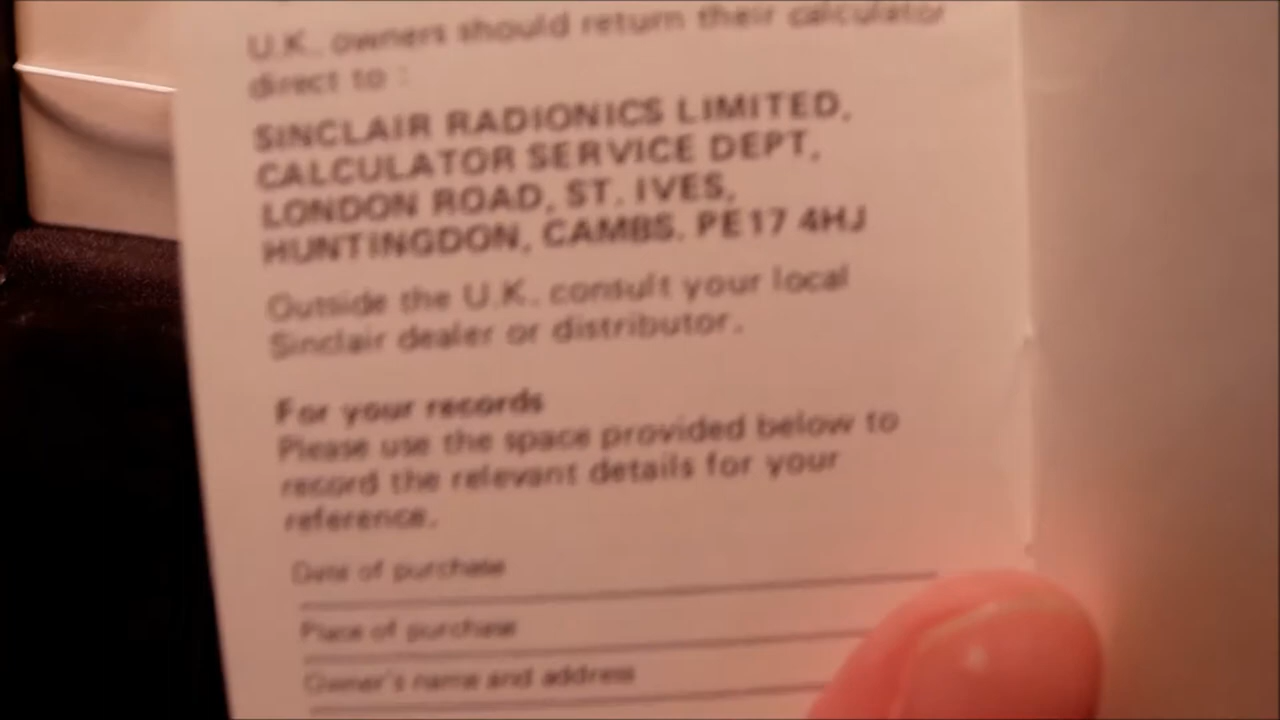 U.K. owners should return their calculator
direct to :
SINCLAIR RADIONICS LIMITED,
CALCULATOR SERVICE DEPT,
LONDON ROAD, ST. IVES,
HUNTINGDON, CAMBS. PE17 4HJ
Outside the U.K. consult your local
Sinclair dealer or distributor.
For your records
Please use the space provided below to
record the relevant details for your
reference.
Date of purchase
Place of purchase
Owner's name and address